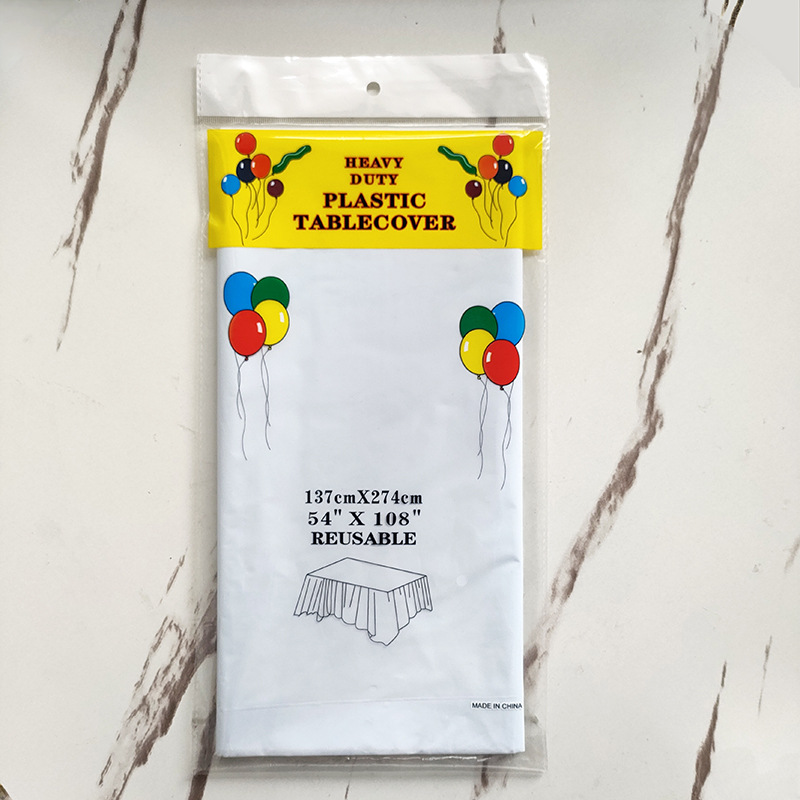 HEAVY
DUTY
PLASTIC
TABLECOVER
137cmX274cm
54" X 108"
REUSABLE
MADE IN CHINA